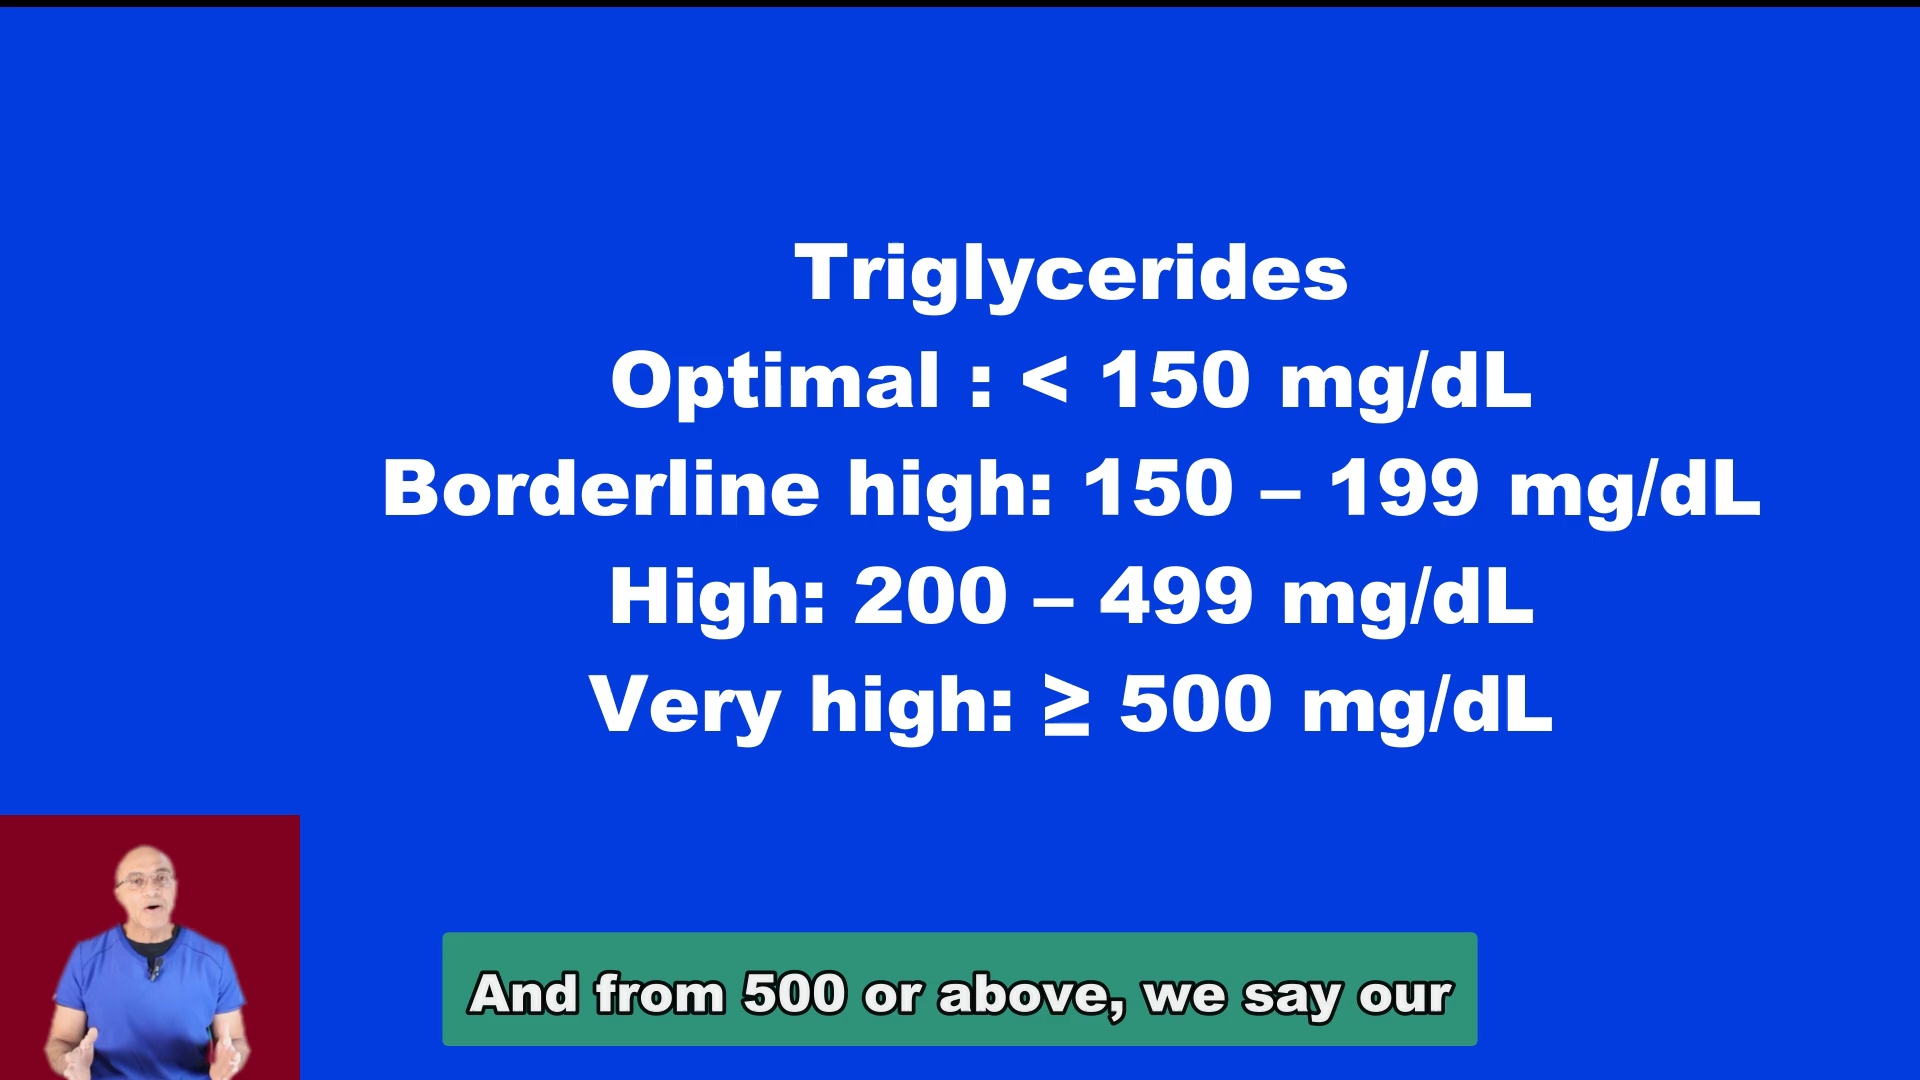 Triglycerides
Optimal : < 150 mg/dL
Borderline high: 150 – 199 mg/dL
High: 200 – 499 mg/dL
Very high: ≥ 500 mg/dL
And from 500 or above, we say our